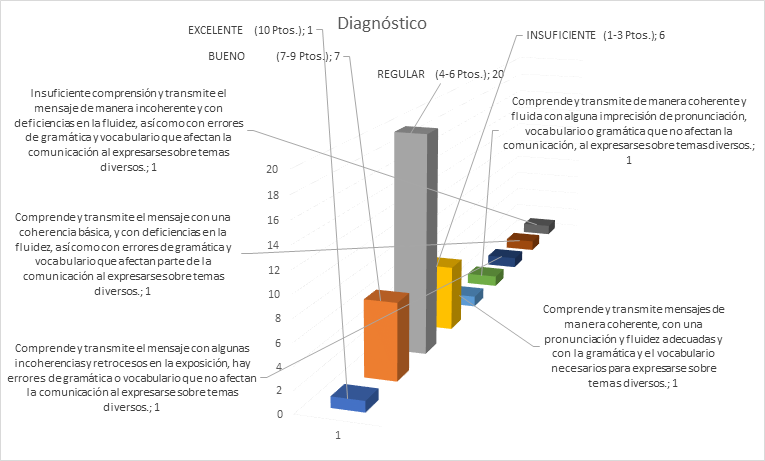 Diagnóstico
EXCELENTE (10 Ptos.); 1
BUENO (7-9 Ptos.); 7
REGULAR (4-6 Ptos.); 20
INSUFICIENTE (1-3 Ptos.); 6
Insuficiente comprensión y transmite el
mensaje de manera incoherente y con
deficiencias en la fluidez, así como con errores
de gramática y vocabulario que afectan la
comunicación al expresarse sobre temas
diversos.; 1
Comprende y transmite de manera coherente y
fluida con alguna imprecisión de pronunciación,
vocabulario o gramática que no afectan la
comunicación, al expresarse sobre temas diversos.;
1
Comprende y transmite el mensaje con una
coherencia básica, y con deficiencias en la
fluidez, así como con errores de gramática y
vocabulario que afectan parte de la
comunicación al expresarse sobre temas
diversos.; 1
Comprende y transmite mensajes de
manera coherente, con una
pronunciación y fluidez adecuadas y
con la gramática y el vocabulario
necesarios para expresarse sobre
temas diversos.; 1
Comprende y transmite el mensaje con algunas
incoherencias y retrocesos en la exposición, hay
errores de gramática o vocabulario que no afectan
la comunicación al expresarse sobre temas
diversos.; 1
20
18
16
14
12
10
8
6
4
2
0
1